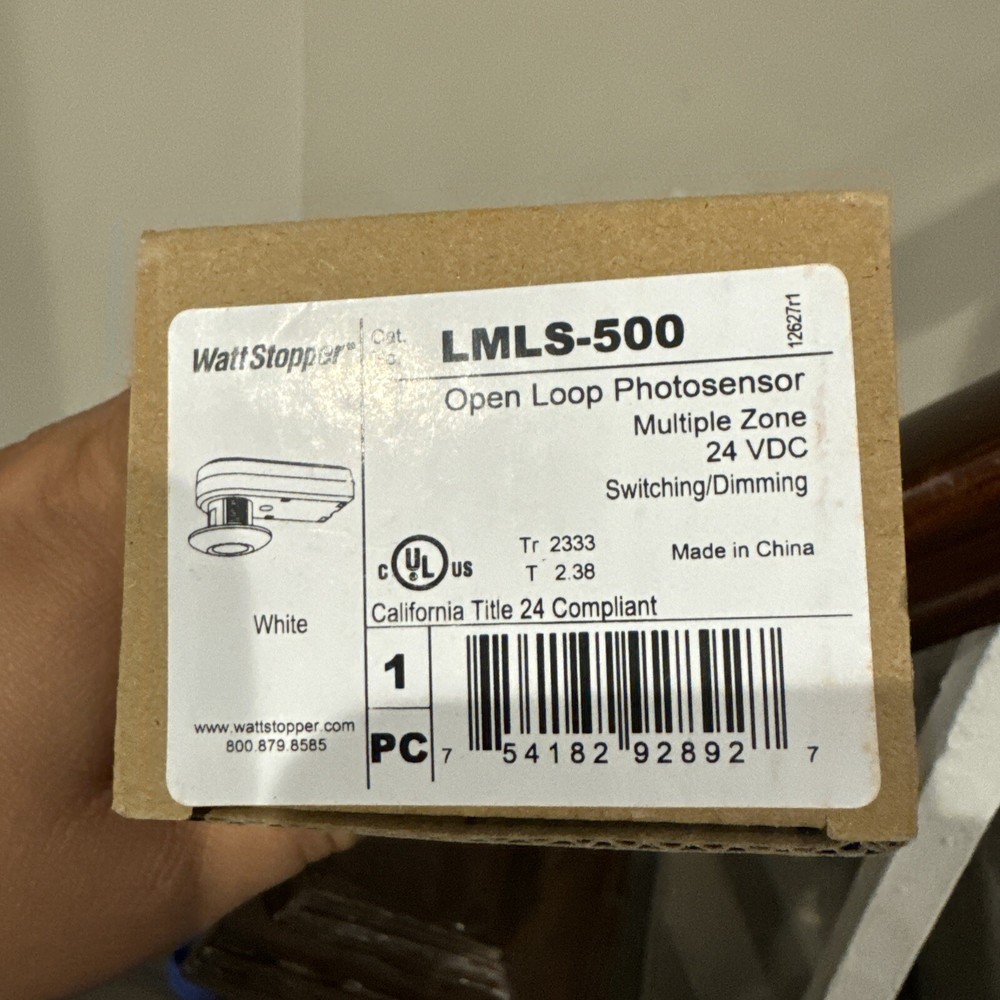 WattStopper®
Cat.
No.
LMLS-500
12627r1
Open Loop Photosensor
Multiple Zone
24 VDC
Switching/Dimming
C UL® US
Tr 2333
T 2.38
Made in China
California Title 24 Compliant
White
1
PC
www.wattstopper.com
800.879.8585
7 54182 92892 7